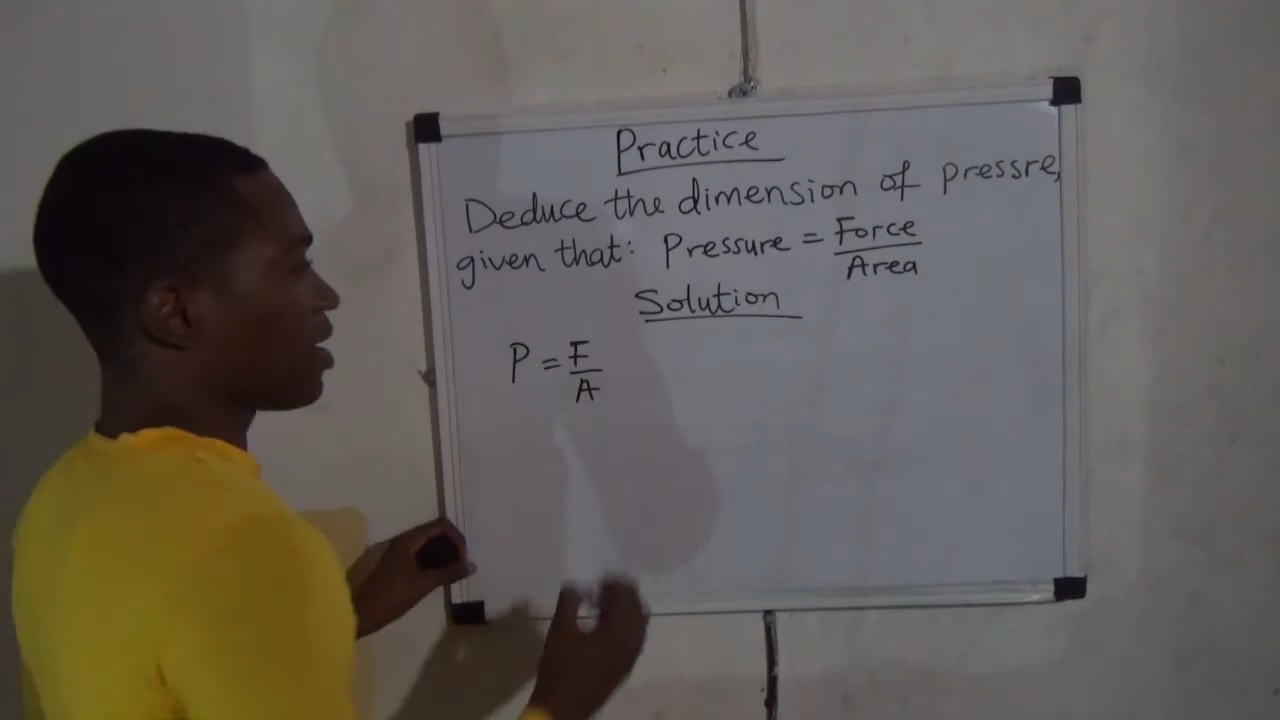 Practice
Deduce the dimension of pressre,
given that: Pressure = Force/Area
Solution
P = F/A